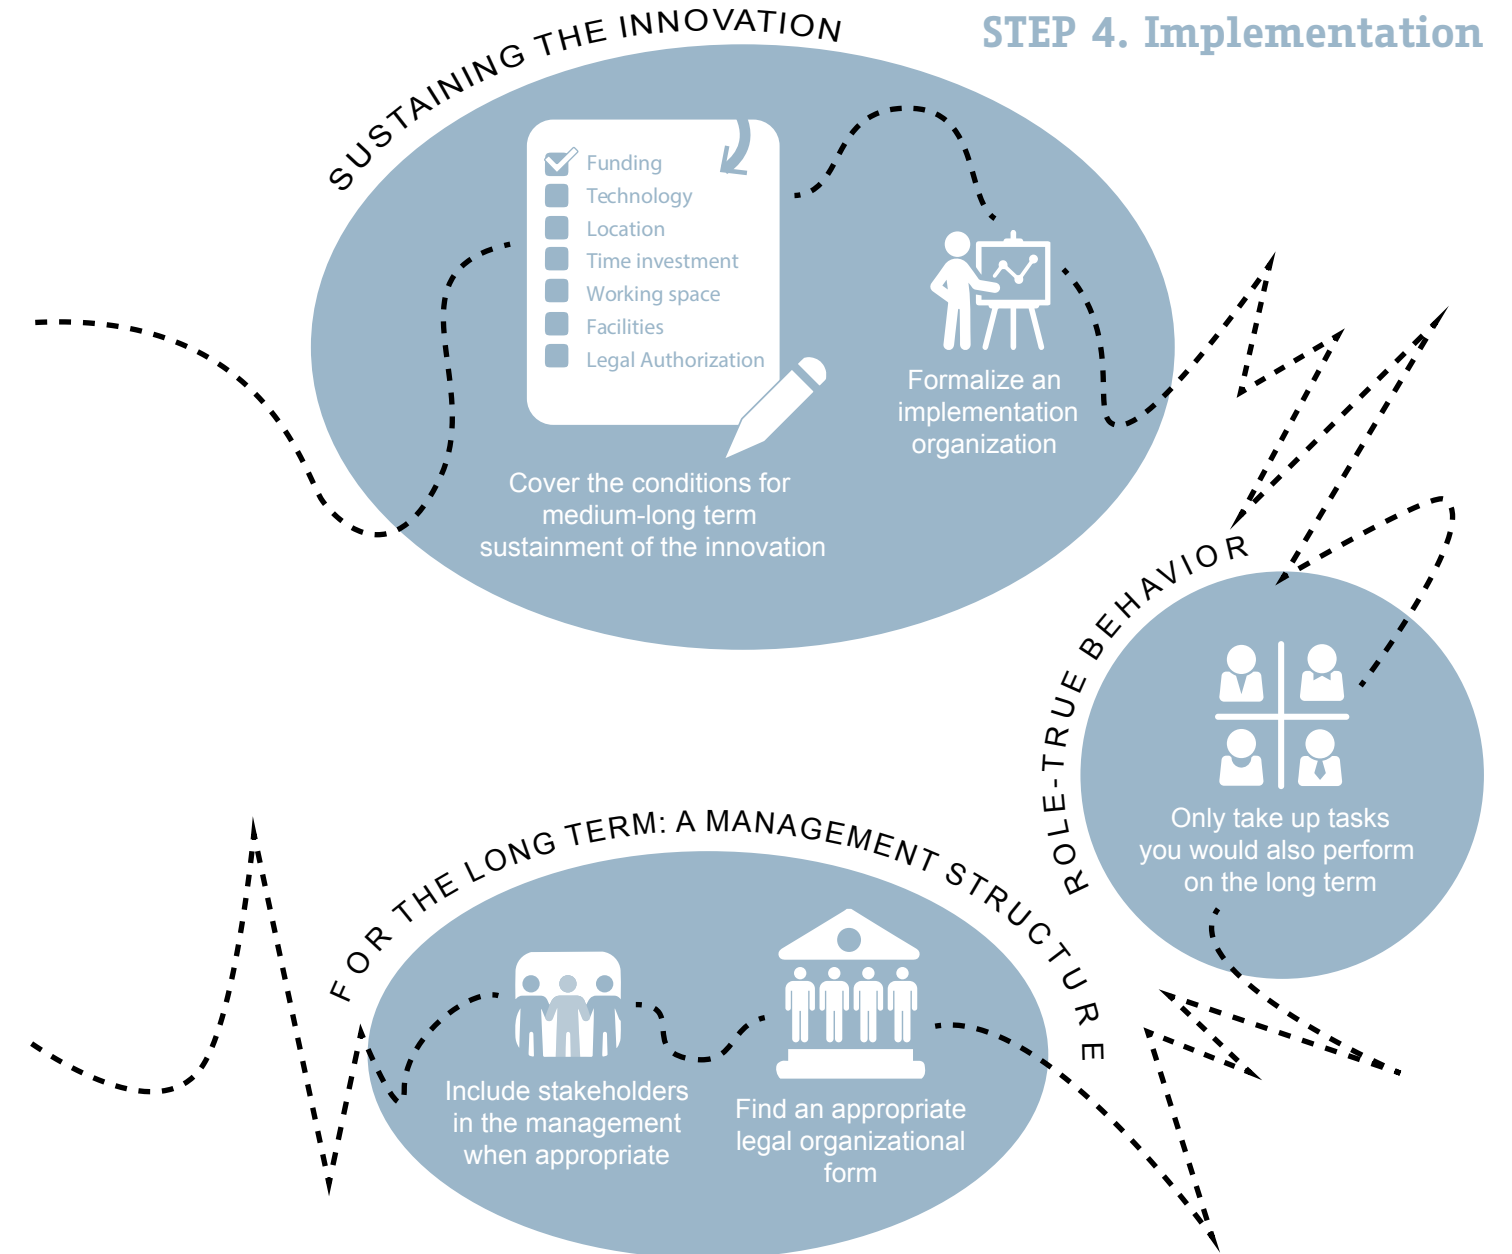 STEP 4. Implementation
SUSTAINING THE INNOVATION
Funding
Technology
Location
Time investment
Working space
Facilities
Legal Authorization
Cover the conditions for
medium-long term
sustainment of the innovation
Formalize an
implementation
organization
ROLE-TRUE BEHAVIOR
Only take up tasks
you would also perform
on the long term
FOR THE LONG TERM: A MANAGEMENT STRUCTURE
Include stakeholders
in the management
when appropriate
Find an appropriate
legal organizational
form